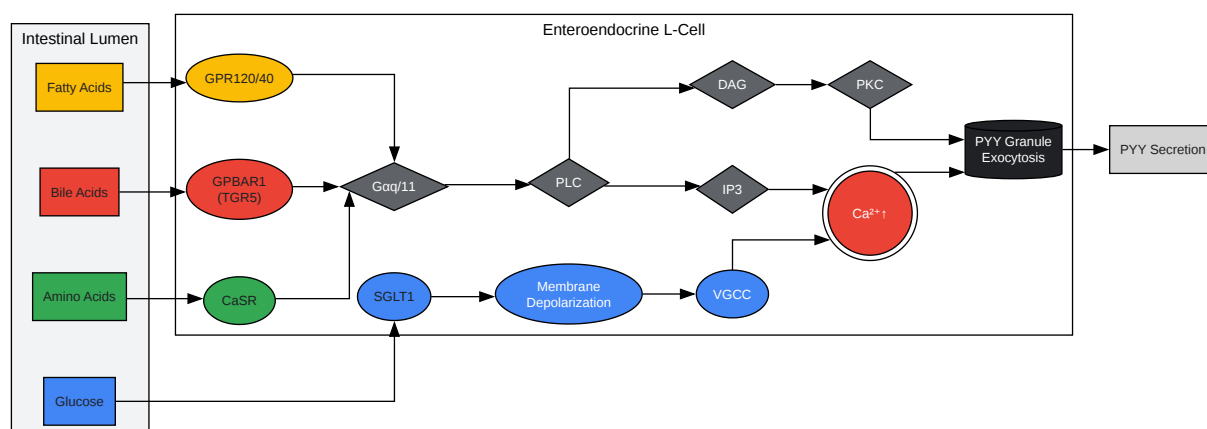 Intestinal Lumen
Enteroendocrine L-Cell
Fatty Acids
GPR120/40
DAG
PKC
PYY Granule
Exocytosis
PYY Secretion
Bile Acids
GPBAR1
(TGR5)
Gαq/11
PLC
IP3
Ca²⁺↑
Amino Acids
CaSR
SGLT1
Membrane
Depolarization
VGCC
Glucose